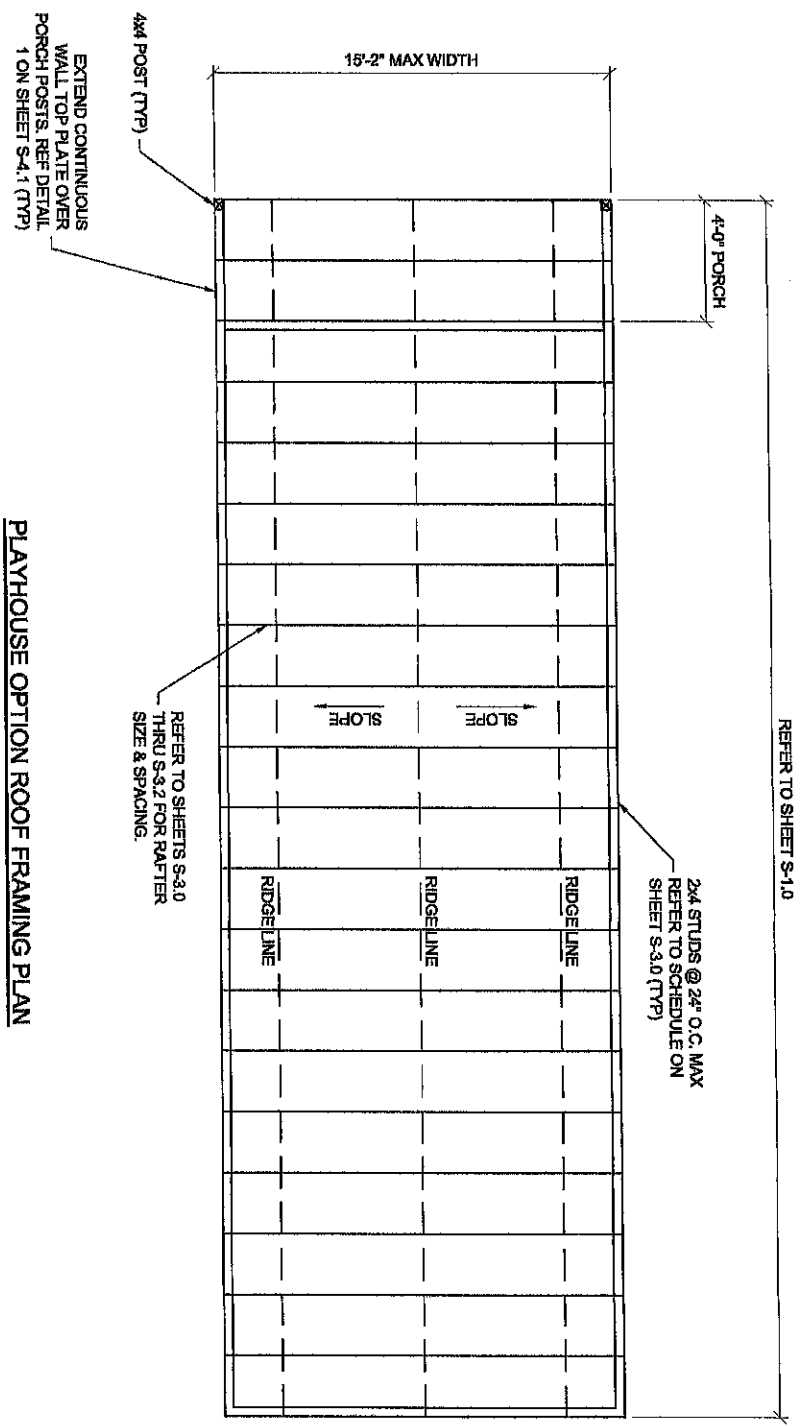 REFER TO SHEET S-1.0
4'-0" PORCH
15'-2" MAX WIDTH
2x4 STUDS @ 24" O.C. MAX
REFER TO SCHEDULE ON
SHEET S-3.0 (TYP)
4x4 POST (TYP)
EXTEND CONTINUOUS
WALL TOP PLATE OVER
PORCH POSTS. REF DETAIL
1 ON SHEET S-4.1 (TYP)
SLOPE
SLOPE
RIDGE LINE
RIDGE LINE
RIDGE LINE
REFER TO SHEETS S-3.0
THRU S-3.2 FOR RAFTER
SIZE & SPACING.
PLAYHOUSE OPTION ROOF FRAMING PLAN